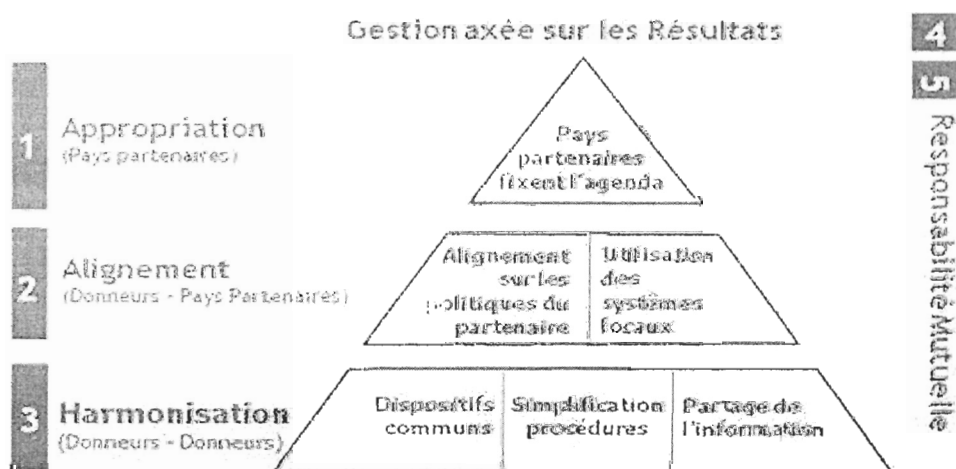 Gestion axée sur les Résultats
4
5
Responsabilité Mutuelle
1
Appropriation
(Pays partenaires)
Pays
partenaires
fixent l'agenda
2
Alignement
(Donneurs - Pays Partenaires)
Alignement
sur les
politiques du
partenaire
Utilisation
des
systèmes
locaux
3
Harmonisation
(Donneurs - Donneurs)
Dispositifs
communs
Simplification
procédures
Partage de
l'information